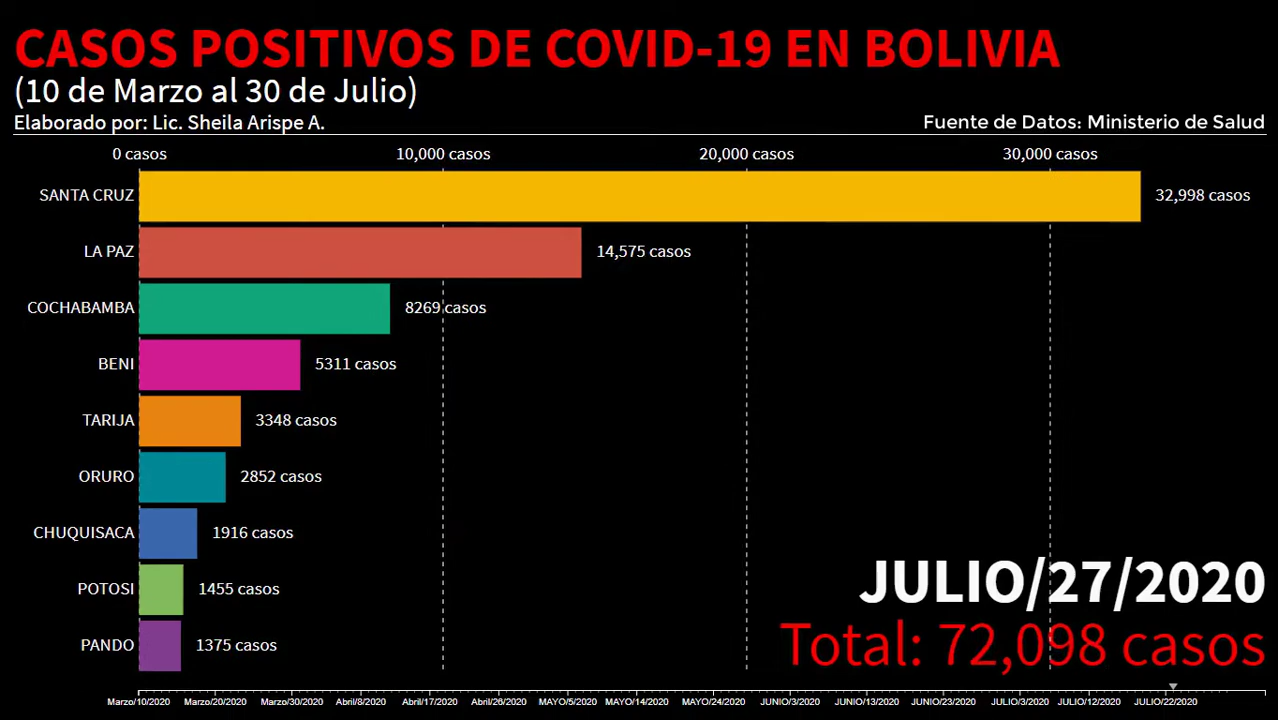 CASOS POSITIVOS DE COVID-19 EN BOLIVIA
(10 de Marzo al 30 de Julio)
Elaborado por: Lic. Sheila Arispe A.
Fuente de Datos: Ministerio de Salud
0 casos 10,000 casos 20,000 casos 30,000 casos
SANTA CRUZ 32,998 casos
LA PAZ 14,575 casos
COCHABAMBA 8269 casos
BENI 5311 casos
TARIJA 3348 casos
ORURO 2852 casos
CHUQUISACA 1916 casos
POTOSI 1455 casos
PANDO 1375 casos
JULIO/27/2020
Total: 72,098 casos
Marzo/10/2020 Marzo/20/2020 Marzo/30/2020 Abril/8/2020 Abril/17/2020 Abril/26/2020 MAYO/5/2020 MAYO/14/2020 MAYO/24/2020 JUNIO/3/2020 JUNIO/13/2020 JUNIO/23/2020 JULIO/3/2020 JULIO/12/2020 JULIO/22/2020